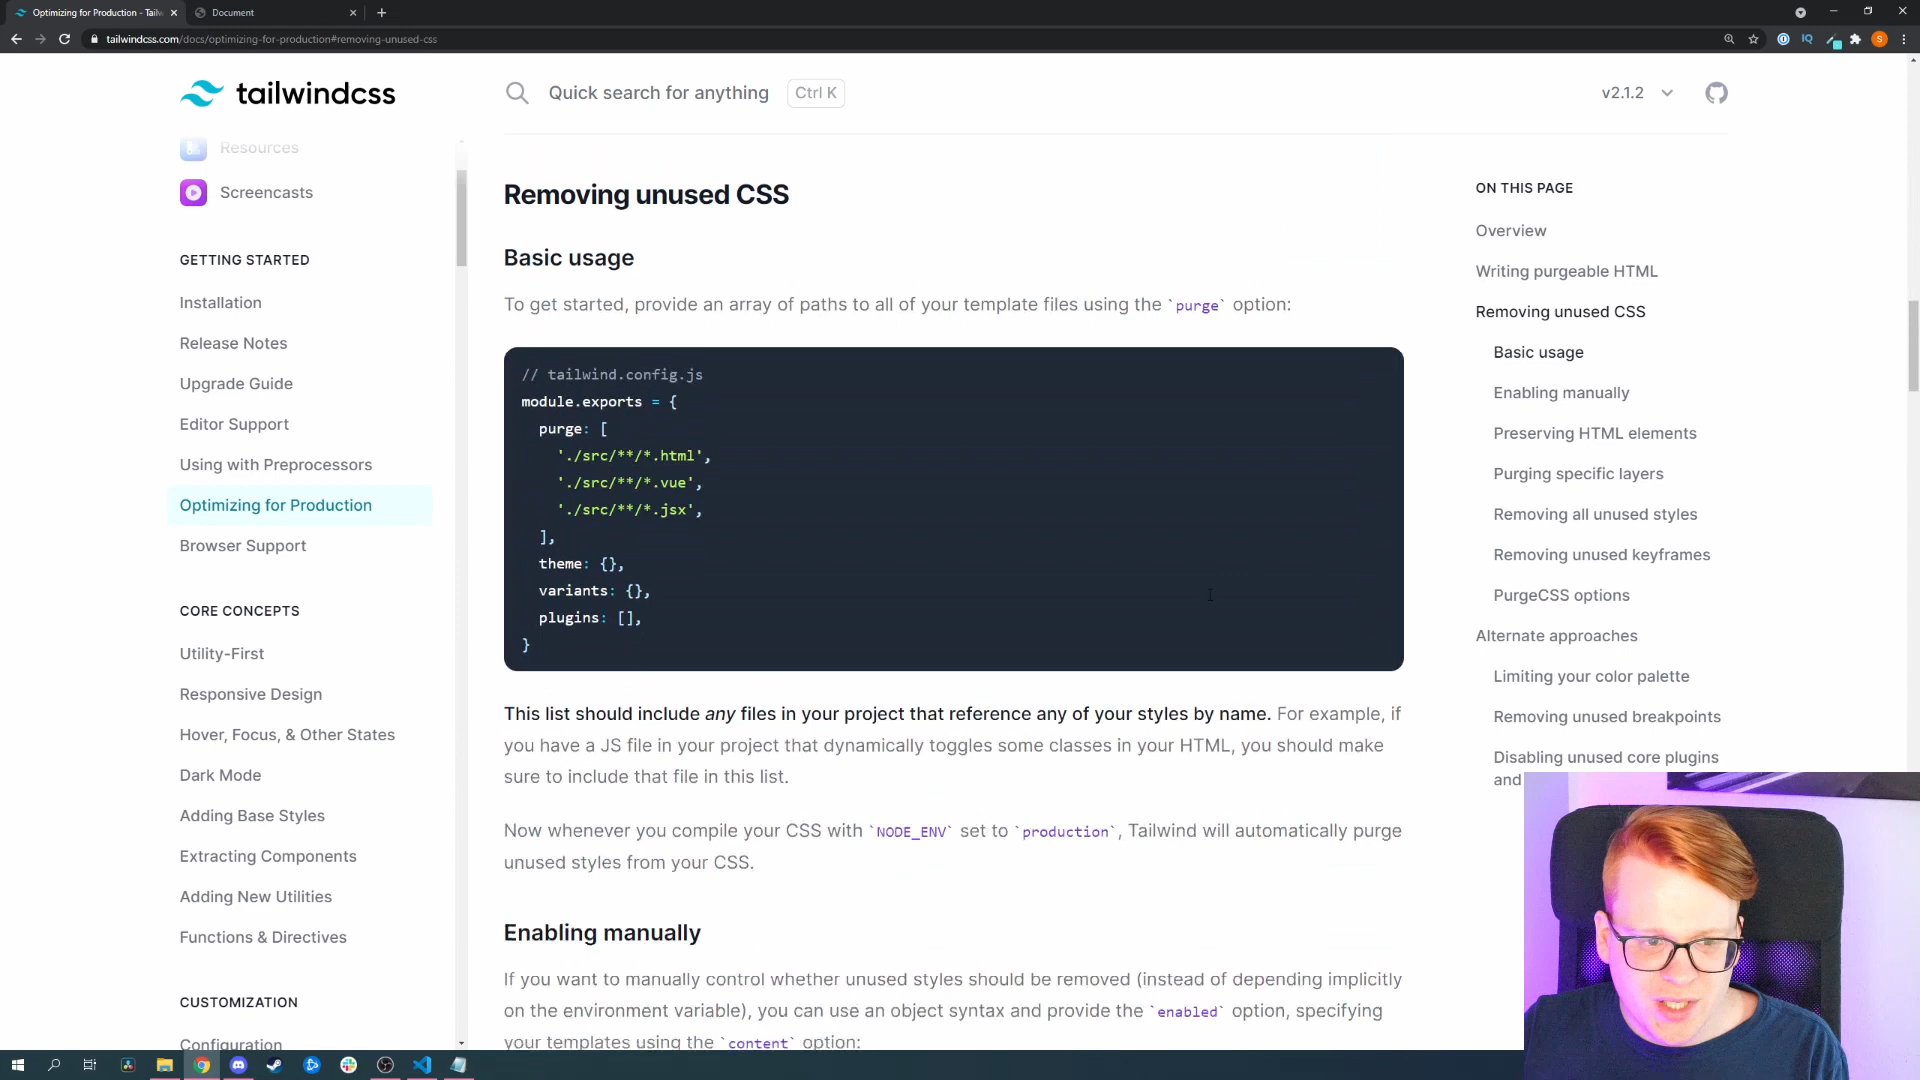 Optimizing for Production - Tailw
Document
tailwindcss.com/docs/optimizing-for-production#removing-unused-css
tailwindcss
Quick search for anything
Ctrl K
v2.1.2
Resources
Screencasts
GETTING STARTED
Installation
Release Notes
Upgrade Guide
Editor Support
Using with Preprocessors
Optimizing for Production
Browser Support
CORE CONCEPTS
Utility-First
Responsive Design
Hover, Focus, & Other States
Dark Mode
Adding Base Styles
Extracting Components
Adding New Utilities
Functions & Directives
CUSTOMIZATION
Configuration
Removing unused CSS
Basic usage
To get started, provide an array of paths to all of your template files using the `purge` option:
// tailwind.config.js
module.exports = {
purge: [
'./src/**/*.html',
'./src/**/*.vue',
'./src/**/*.jsx',
],
theme: {},
variants: {},
plugins: [],
}
This list should include any files in your project that reference any of your styles by name. For example, if
you have a JS file in your project that dynamically toggles some classes in your HTML, you should make
sure to include that file in this list.
Now whenever you compile your CSS with `NODE_ENV` set to `production`, Tailwind will automatically purge
unused styles from your CSS.
Enabling manually
If you want to manually control whether unused styles should be removed (instead of depending implicitly
on the environment variable), you can use an object syntax and provide the `enabled` option, specifying
your templates using the `content` option:
ON THIS PAGE
Overview
Writing purgeable HTML
Removing unused CSS
Basic usage
Enabling manually
Preserving HTML elements
Purging specific layers
Removing all unused styles
Removing unused keyframes
PurgeCSS options
Alternate approaches
Limiting your color palette
Removing unused breakpoints
Disabling unused core plugins
and